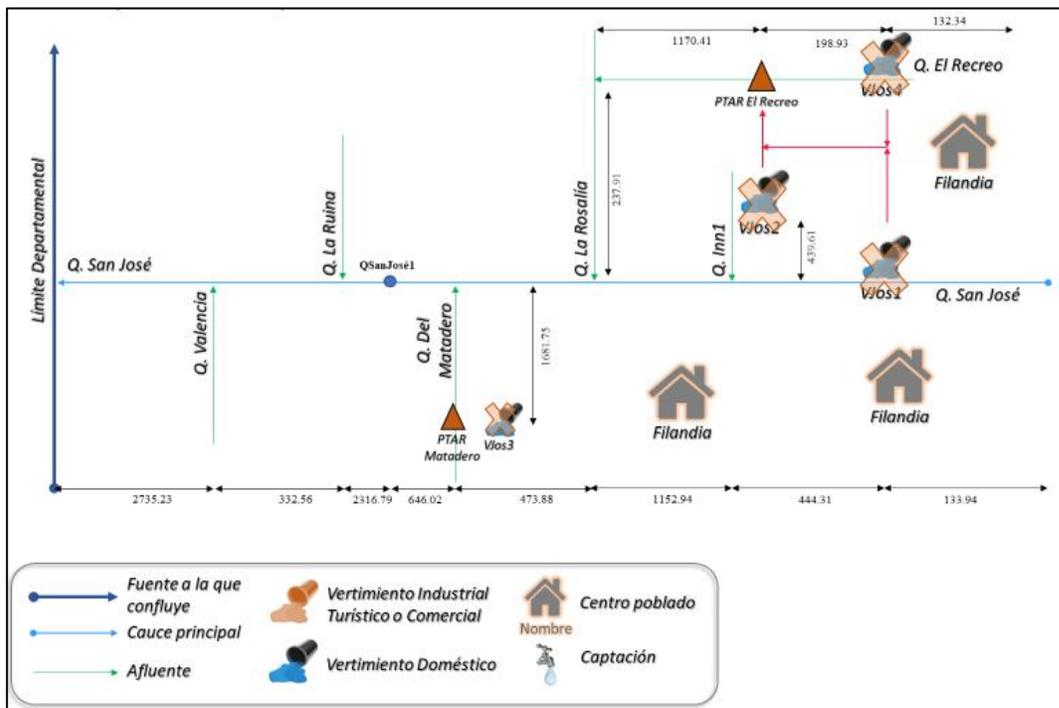 132.34
1170.41
198.93
Q. El Recreo
VJos4
PTAR El Recreo
Filandia
Límite Departamental
Q. La Ruina
Q. La Rosalía
237.91
Q. Inn1
VJos2
439.61
Q. San José
QSanJosé1
VJos1
Q. San José
Q. Valencia
Q. Del
Matadero
1681.75
Filandia
Filandia
PTAR
Matadero
VJos3
2735.23
332.56
2316.79
646.02
473.88
1152.94
444.31
133.94
Fuente a la que
confluye
Cauce principal
Afluente
Vertimiento Industrial
Turístico o Comercial
Vertimiento Doméstico
Nombre
Centro poblado
Captación